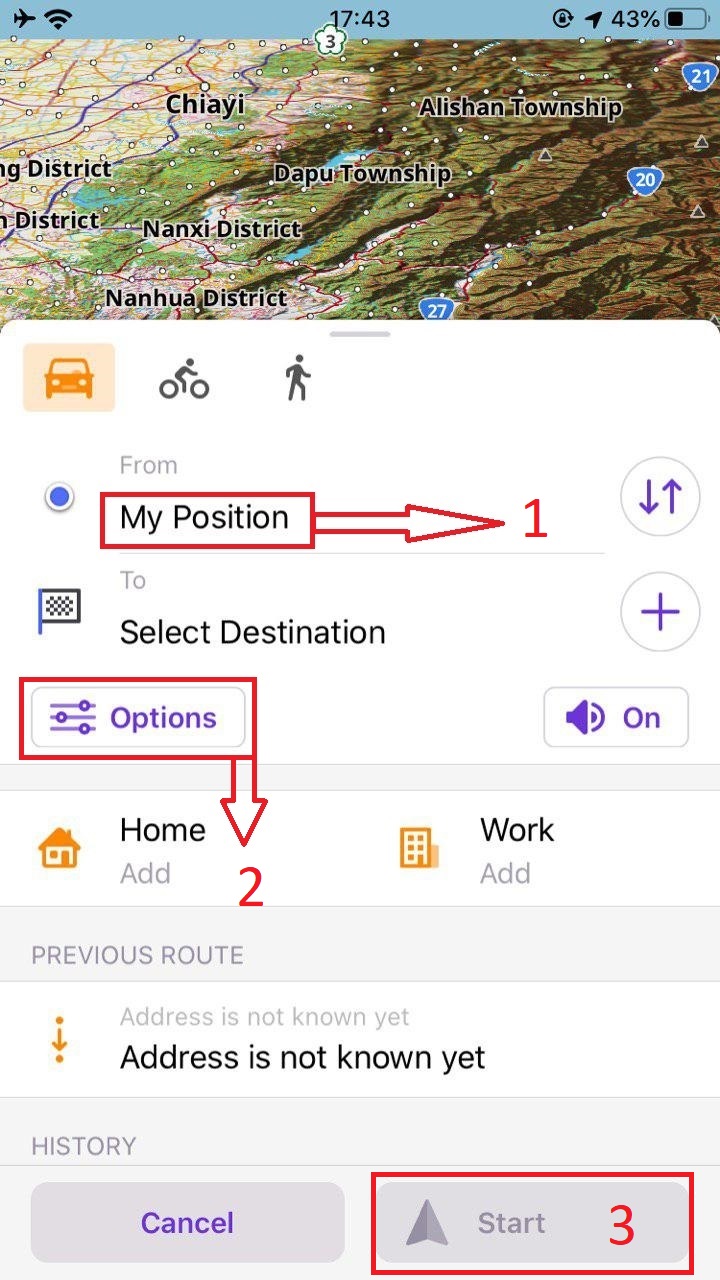 17:43
43%
3
21
Chiayi
Alishan Township
ng District
Dapu Township
20
n District
Nanxi District
Nanhua District
27
From
My Position
1
To
Select Destination
Options
On
Home
Work
Add
Add
2
PREVIOUS ROUTE
Address is not known yet
Address is not known yet
HISTORY
Cancel
Start
3